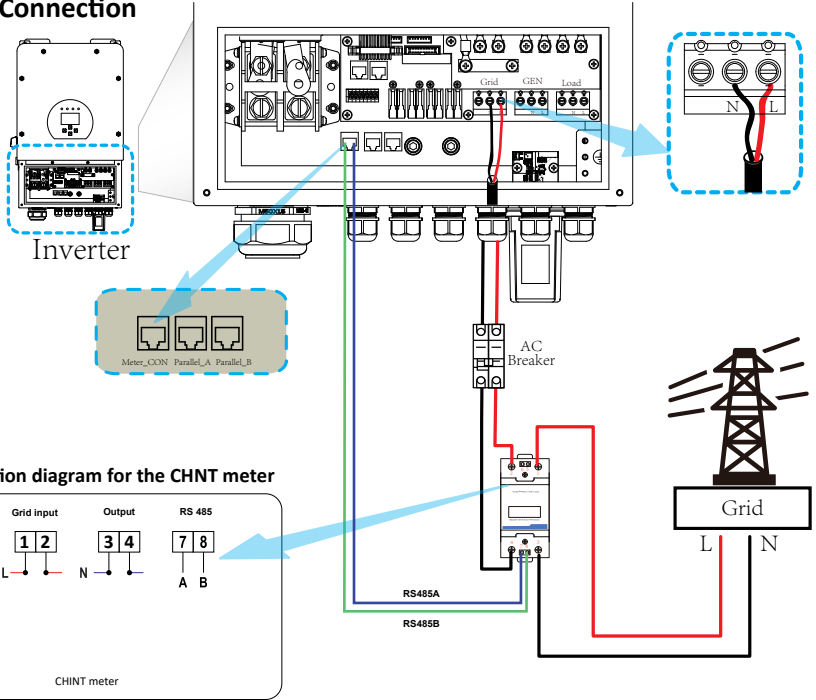 Connection
Grid GEN Load
N L
Inverter
Meter_CON Parallel_A Parallel_B
AC
Breaker
tion diagram for the CHNT meter
Grid input Output RS 485
1 2 3 4 7 8
L N
A B
CHINT meter
RS485A
RS485B
Grid
L N